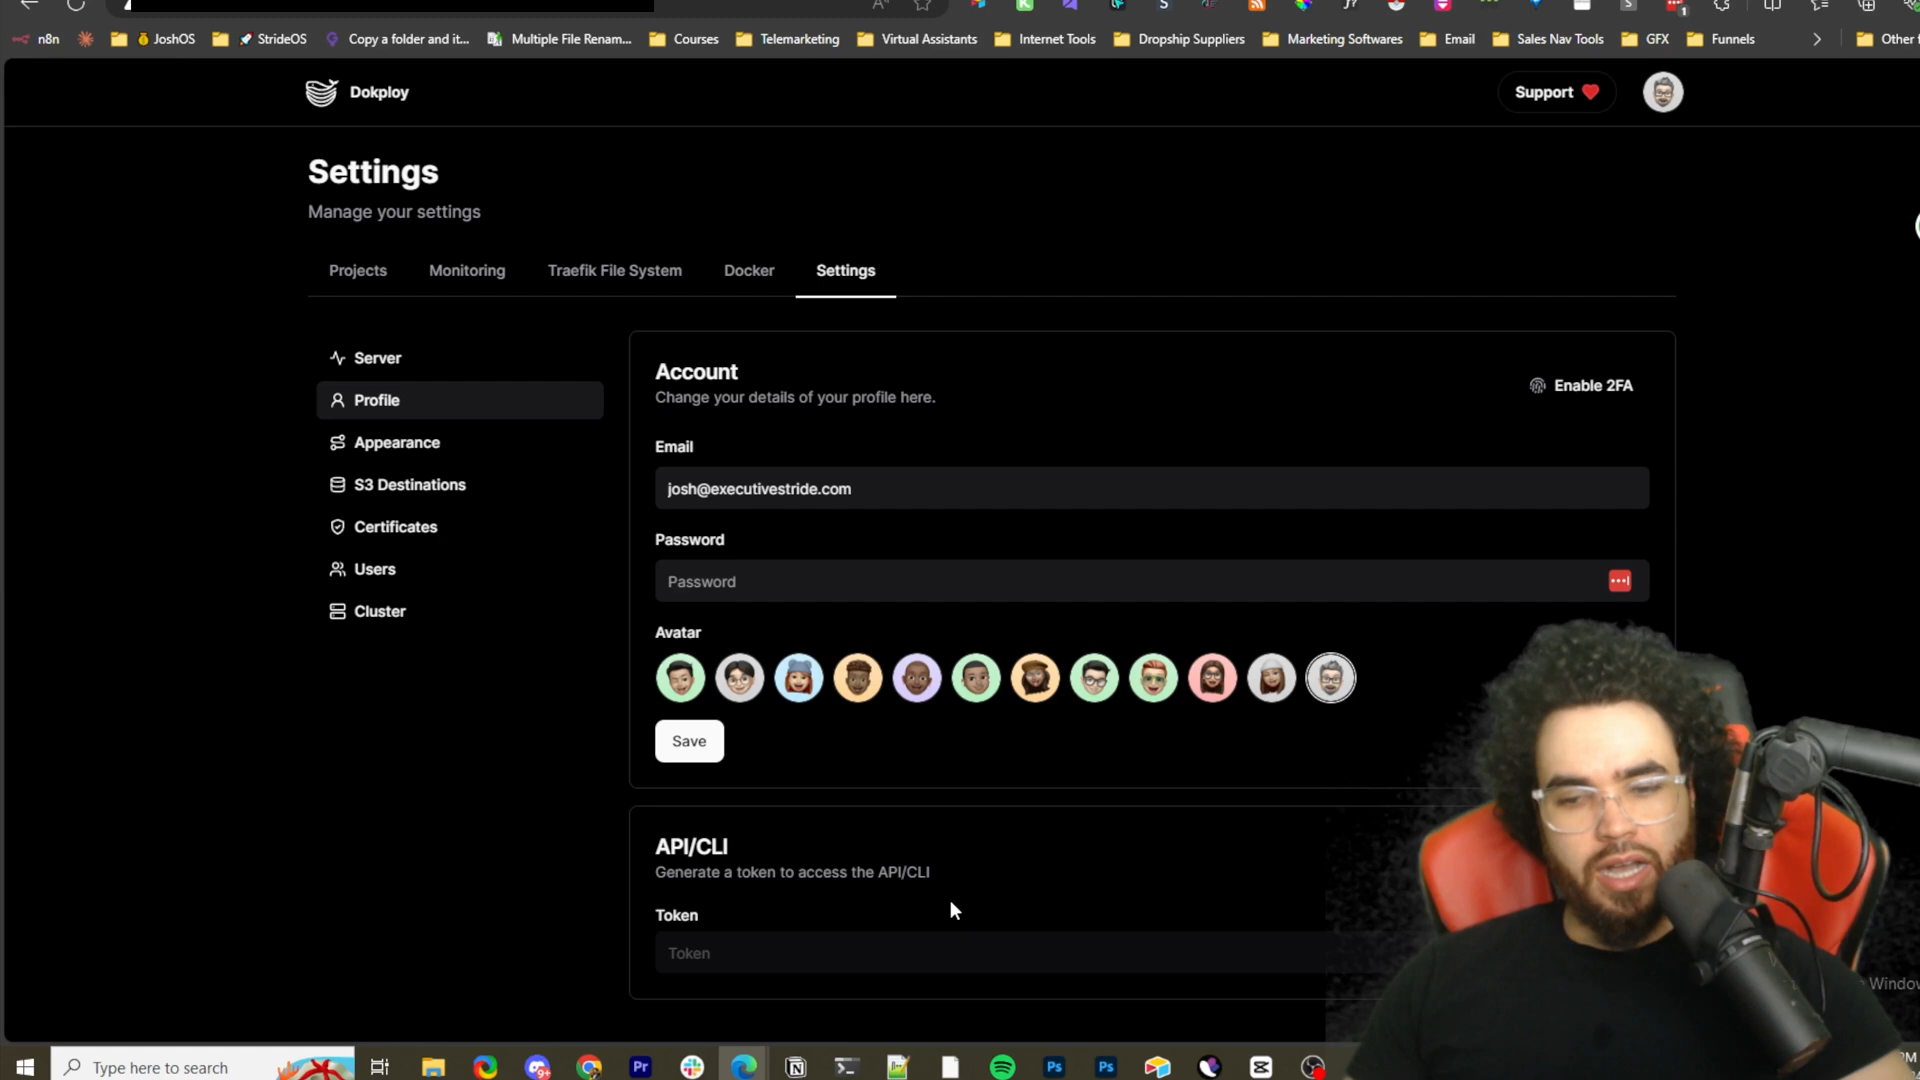 n8n JoshOS StrideOS Copy a folder and it... Multiple File Renam... Courses Telemarketing Virtual Assistants Internet Tools Dropship Suppliers Marketing Softwares Email Sales Nav Tools GFX Funnels Other
Dokploy
Support
Settings
Manage your settings
Projects Monitoring Traefik File System Docker Settings
Server
Profile
Appearance
S3 Destinations
Certificates
Users
Cluster
Account
Change your details of your profile here.
Enable 2FA
Email
josh@executivestride.com
Password
Password
Avatar
Save
API/CLI
Generate a token to access the API/CLI
Token
Token
Type here to search
Pr
Ps
Ps